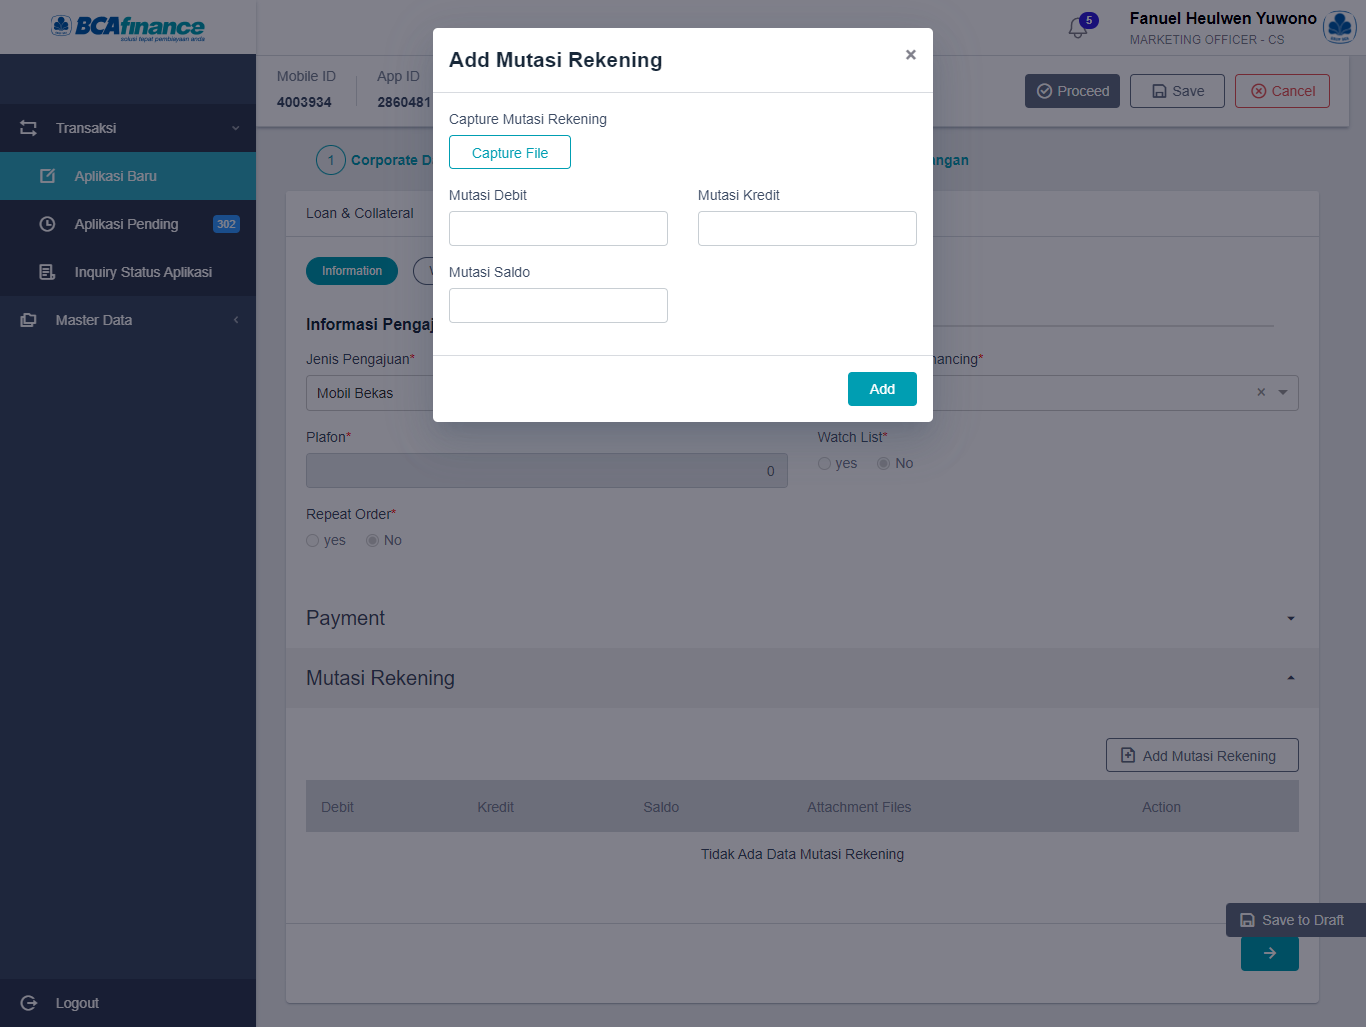 BCAfinance
solusi tepat pembiayaan anda
5
Fanuel Heulwen Yuwono
MARKETING OFFICER - CS
Transaksi
Aplikasi Baru
Aplikasi Pending
302
Inquiry Status Aplikasi
Master Data
Logout
Mobile ID
4003934
App ID
2860481
Proceed
Save
Cancel
1
Corporate D
angan
Loan & Collateral
Information
Informasi Pengaj
Jenis Pengajuan*
Mobil Bekas
nancing*
Plafon*
0
Watch List*
yes
No
Repeat Order*
yes
No
Payment
Mutasi Rekening
Add Mutasi Rekening
Debit
Kredit
Saldo
Attachment Files
Action
Tidak Ada Data Mutasi Rekening
Save to Draft
Add Mutasi Rekening
×
Capture Mutasi Rekening
Capture File
Mutasi Debit
Mutasi Kredit
Mutasi Saldo
Add